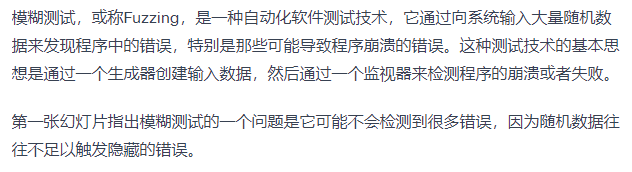 模糊测试，或称Fuzzing，是一种自动化软件测试技术，它通过向系统输入大量随机数
据来发现程序中的错误，特别是那些可能导致程序崩溃的错误。这种测试技术的基本思
想是通过一个生成器创建输入数据，然后通过一个监视器来检测程序的崩溃或者失败。
第一张幻灯片指出模糊测试的一个问题是它可能不会检测到很多错误，因为随机数据往
往不足以触发隐藏的错误。